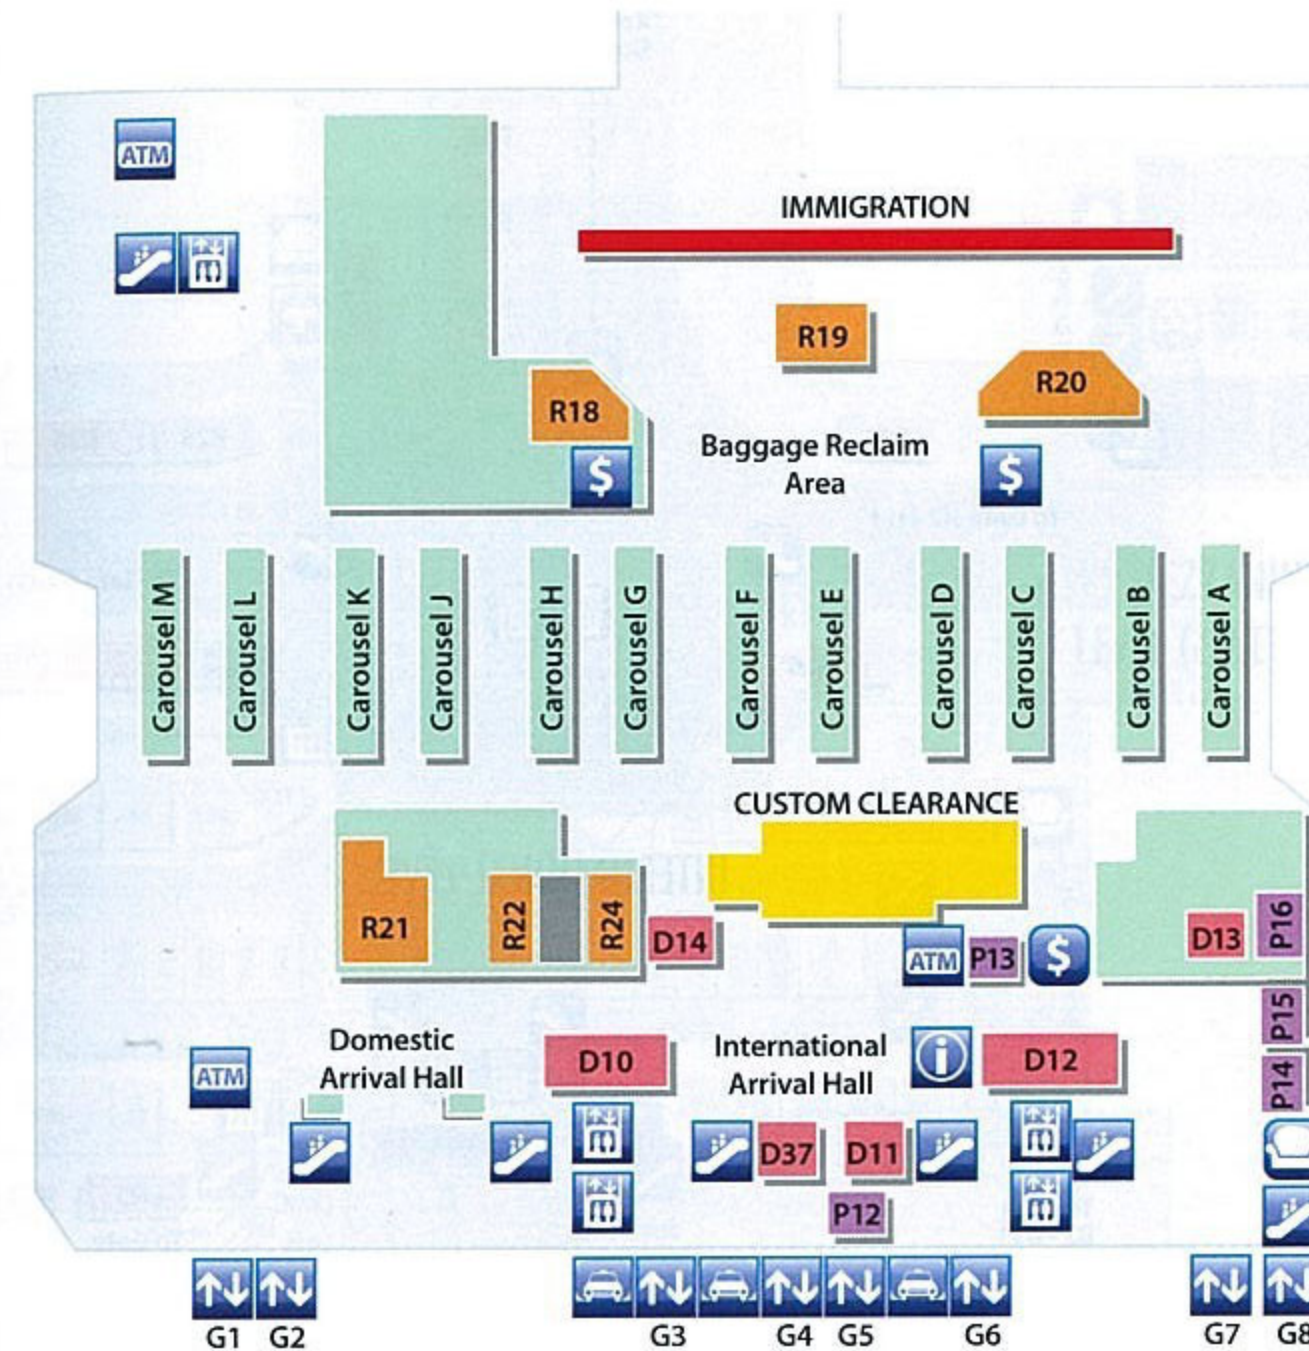 ATM
IMMIGRATION
R19
R20
R18
$
$
Baggage Reclaim
Area
Carousel M
Carousel L
Carousel K
Carousel J
Carousel H
Carousel G
Carousel F
Carousel E
Carousel D
Carousel C
Carousel B
Carousel A
CUSTOM CLEARANCE
R21
R22
R24
D14
ATM
P13
$
D13
P16
P15
P14
Domestic
Arrival Hall
ATM
D10
International
Arrival Hall
i
D12
D37
D11
P12
G1
G2
G3
G4
G5
G6
G7
G8